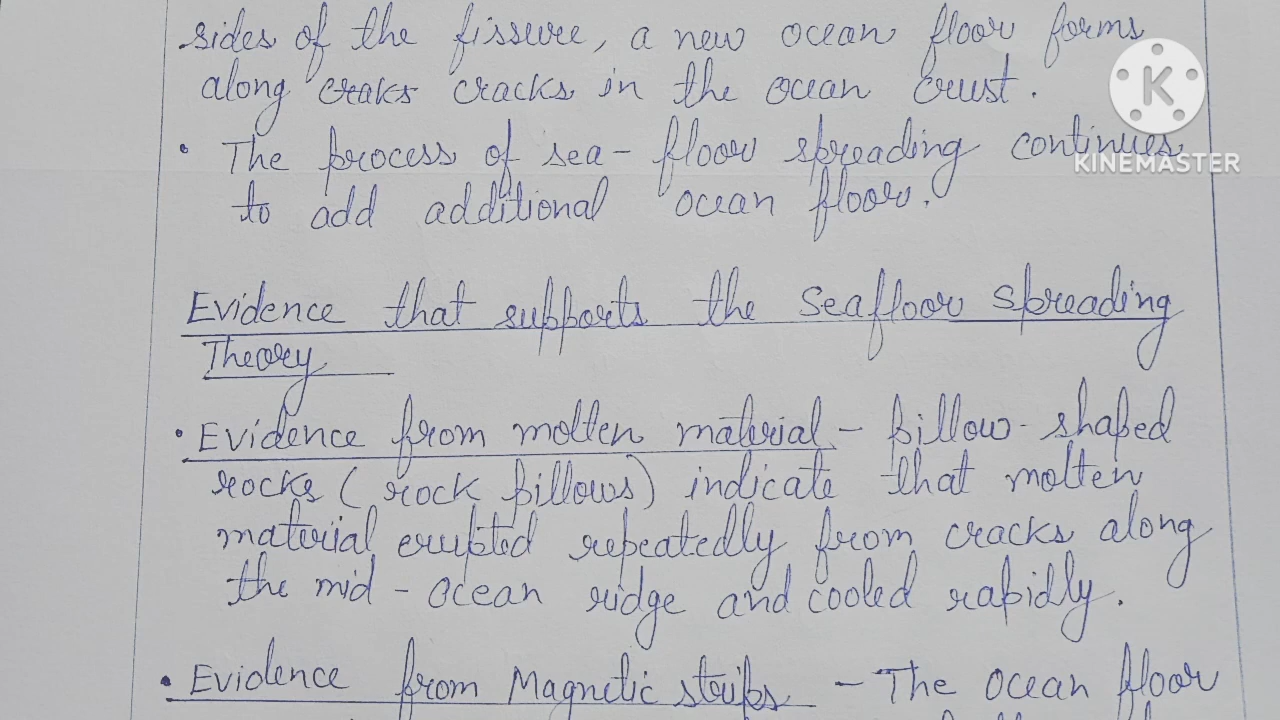 sides of the fissure, a new ocean floor forms
along craks cracks in the ocean crust.
• The process of sea-floor spreading continues
to add additional ocean floor.
K
KINEMASTER
Evidence that supports the Seafloor spreading
Theory
• Evidence from molten material - pillow-shaped
rocks (rock pillows) indicate that molten
material erupted repeatedly from cracks along
the mid-ocean ridge and cooled rapidly.
• Evidence from Magnetic strips - The ocean floor